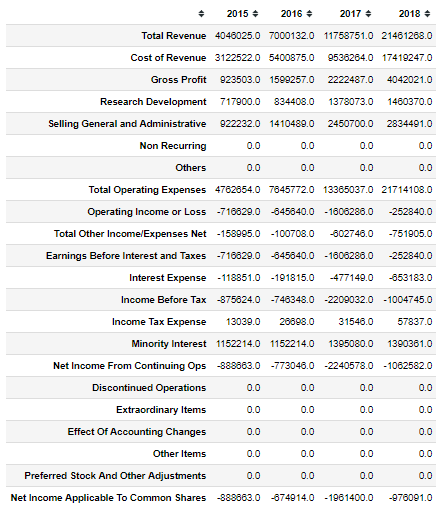 2015 2016 2017 2018
Total Revenue 4046025.0 7000132.0 11758751.0 21461268.0
Cost of Revenue 3122522.0 5400875.0 9536264.0 17419247.0
Gross Profit 923503.0 1599257.0 2222487.0 4042021.0
Research Development 717900.0 834408.0 1378073.0 1460370.0
Selling General and Administrative 922232.0 1410489.0 2450700.0 2834491.0
Non Recurring 0.0 0.0 0.0 0.0
Others 0.0 0.0 0.0 0.0
Total Operating Expenses 4762654.0 7645772.0 13365037.0 21714108.0
Operating Income or Loss -716629.0 -645640.0 -1606286.0 -252840.0
Total Other Income/Expenses Net -158995.0 -100708.0 -602746.0 -751905.0
Earnings Before Interest and Taxes -716629.0 -645640.0 -1606286.0 -252840.0
Interest Expense -118851.0 -191815.0 -477149.0 -653183.0
Income Before Tax -875624.0 -746348.0 -2209032.0 -1004745.0
Income Tax Expense 13039.0 26698.0 31546.0 57837.0
Minority Interest 1152214.0 1152214.0 1395080.0 1390361.0
Net Income From Continuing Ops -888663.0 -773046.0 -2240578.0 -1062582.0
Discontinued Operations 0.0 0.0 0.0 0.0
Extraordinary Items 0.0 0.0 0.0 0.0
Effect Of Accounting Changes 0.0 0.0 0.0 0.0
Other Items 0.0 0.0 0.0 0.0
Preferred Stock And Other Adjustments 0.0 0.0 0.0 0.0
Net Income Applicable To Common Shares -888663.0 -674914.0 -1961400.0 -976091.0